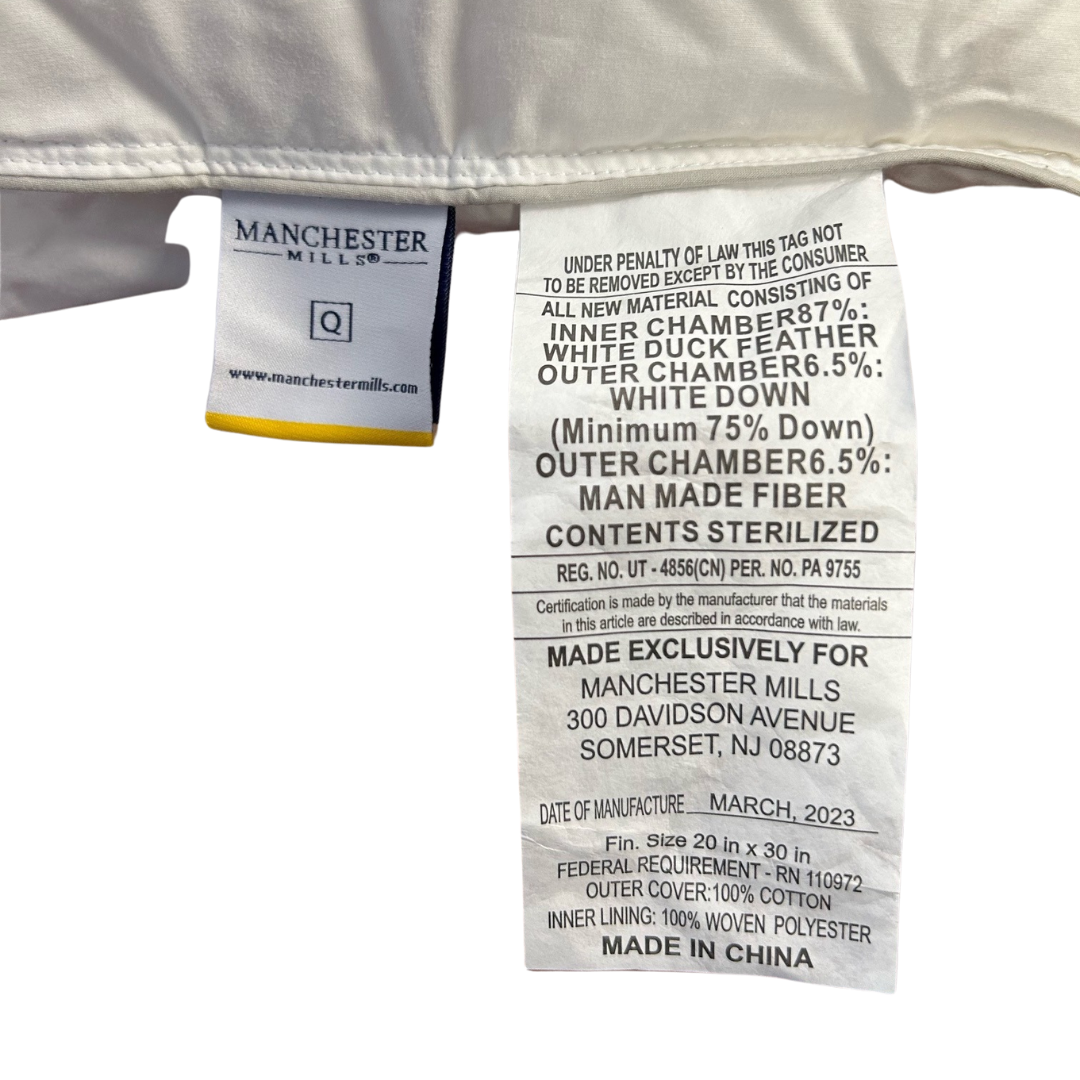 MANCHESTER
MILLS®
Q
www.manchestermills.com
UNDER PENALTY OF LAW THIS TAG NOT
TO BE REMOVED EXCEPT BY THE CONSUMER
ALL NEW MATERIAL CONSISTING OF
INNER CHAMBER87%:
WHITE DUCK FEATHER
OUTER CHAMBER6.5%:
WHITE DOWN
(Minimum 75% Down)
OUTER CHAMBER6.5%:
MAN MADE FIBER
CONTENTS STERILIZED
REG. NO. UT - 4856(CN) PER. NO. PA 9755
Certification is made by the manufacturer that the materials
in this article are described in accordance with law.
MADE EXCLUSIVELY FOR
MANCHESTER MILLS
300 DAVIDSON AVENUE
SOMERSET, NJ 08873
DATE OF MANUFACTURE MARCH, 2023
Fin. Size 20 in x 30 in
FEDERAL REQUIREMENT - RN 110972
OUTER COVER:100% COTTON
INNER LINING: 100% WOVEN POLYESTER
MADE IN CHINA